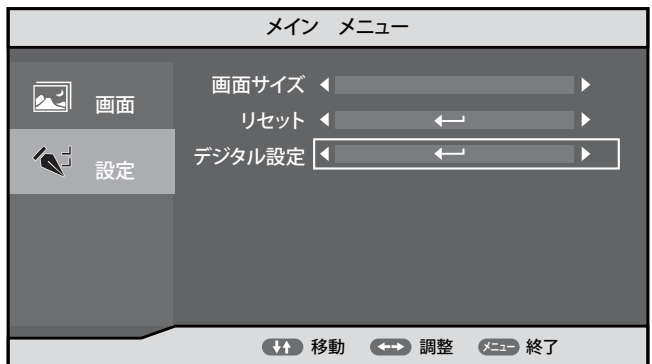 メイン メニュー
画面
設定
画面サイズ
リセット
デジタル設定
移動 調整 メニュー 終了